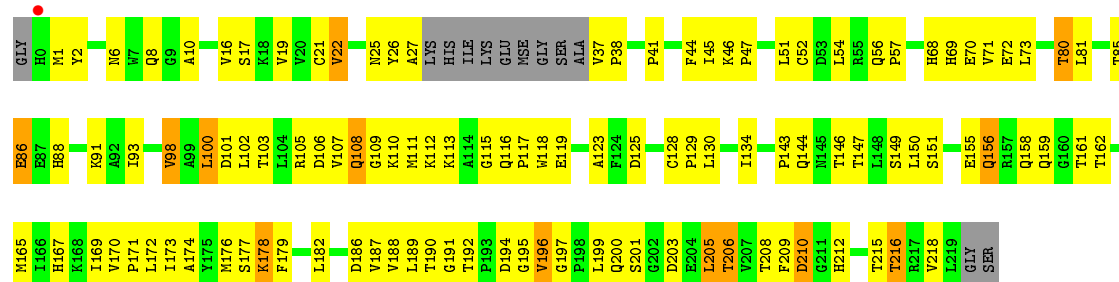 GLY H0 M1 Y2 N6 W7 Q8 G9 A10 V16 S17 K18 V19 V20 C21 V22 N25 Y26 A27 LYS HIS ILE LYS GLU MSE GLY SER ALA V37 P38 P41 F44 I45 K46 P47 L51 C52 D53 L54 R55 Q56 P57 H68 H69 E70 V71 E72 L73 T80 L81 T85
E86 E87 H88 K91 A92 I93 V98 A99 L100 D101 L102 T103 L104 R105 D106 V107 Q108 G109 K110 M111 K112 K113 A114 G115 Q116 P117 W118 E119 A123 F124 D125 C128 P129 L130 I134 P143 Q144 N145 T146 T147 L148 S149 L150 S151 E155 Q156 R157 Q158 Q159 G160 T161 T162
M165 I166 H167 K168 I169 V170 P171 L172 I173 A174 Y175 M176 S177 K178 F179 L182 D186 V187 V188 L189 T190 G191 T192 P193 D194 G195 V196 G197 P198 L199 Q200 S201 G202 D203 E204 L205 T206 V207 T208 F209 D210 G211 H212 T215 T216 R217 V218 L219 GLY SER